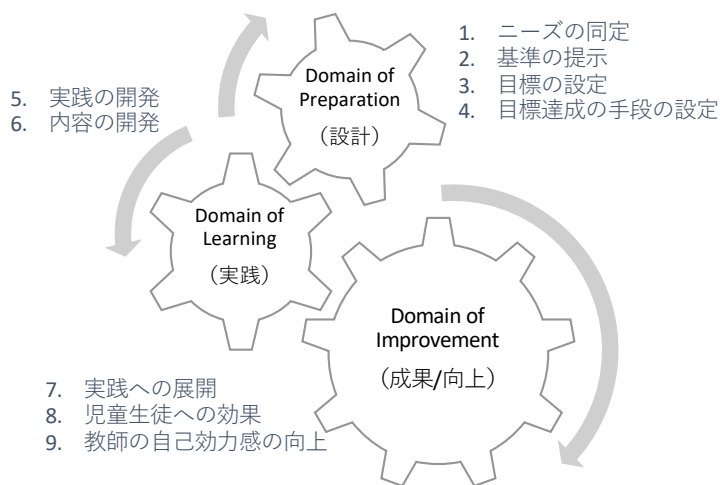 Domain of
Preparation
（設計）
1. ニーズの同定
2. 基準の提示
3. 目標の設定
4. 目標達成の手段の設定
5. 実践の開発
6. 内容の開発
Domain of
Learning
（実践）
Domain of
Improvement
（成果/向上）
7. 実践への展開
8. 児童生徒への効果
9. 教師の自己効力感の向上